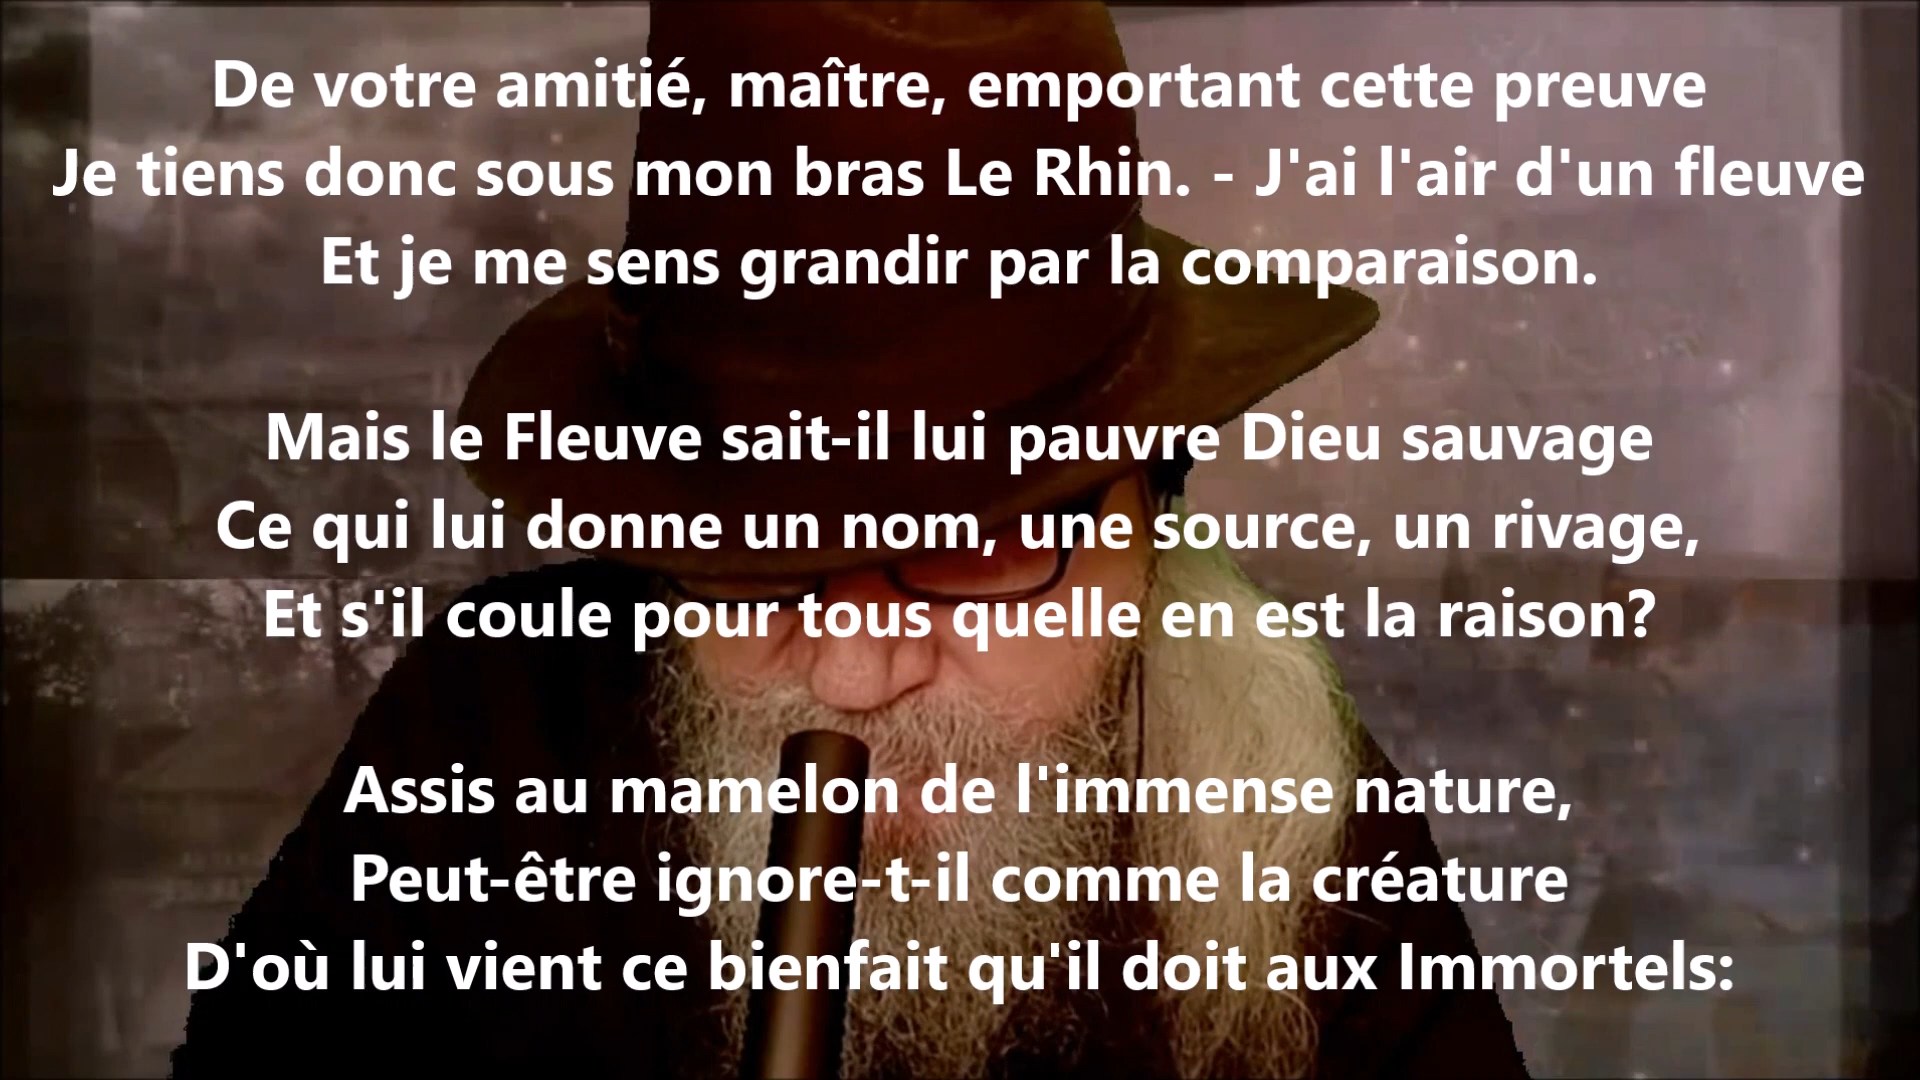 De votre amitié, maître, emportant cette preuve
Je tiens donc sous mon bras Le Rhin. - J'ai l'air d'un fleuve
Et je me sens grandir par la comparaison.
Mais le Fleuve sait-il lui pauvre Dieu sauvage
Ce qui lui donne un nom, une source, un rivage,
Et s'il coule pour tous quelle en est la raison?
Assis au mamelon de l'immense nature,
Peut-être ignore-t-il comme la créature
D'où lui vient ce bienfait qu'il doit aux Immortels: